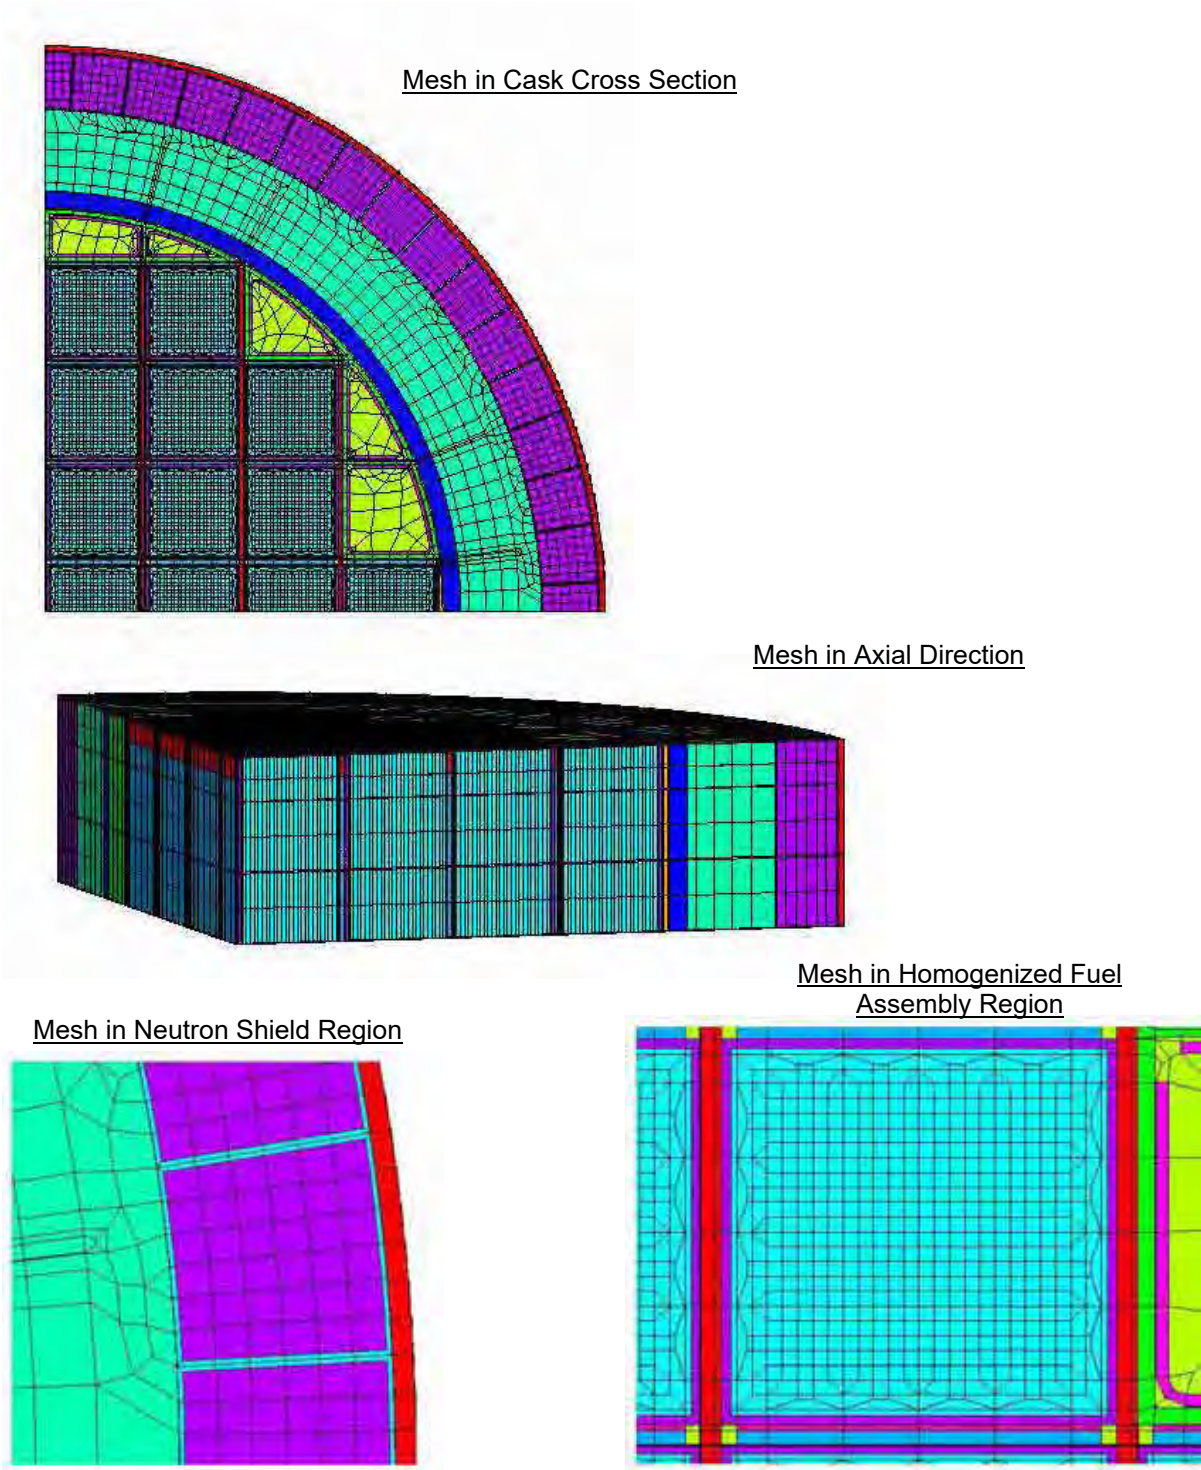 Mesh in Cask Cross Section
Mesh in Axial Direction
Mesh in Homogenized Fuel
Assembly Region
Mesh in Neutron Shield Region